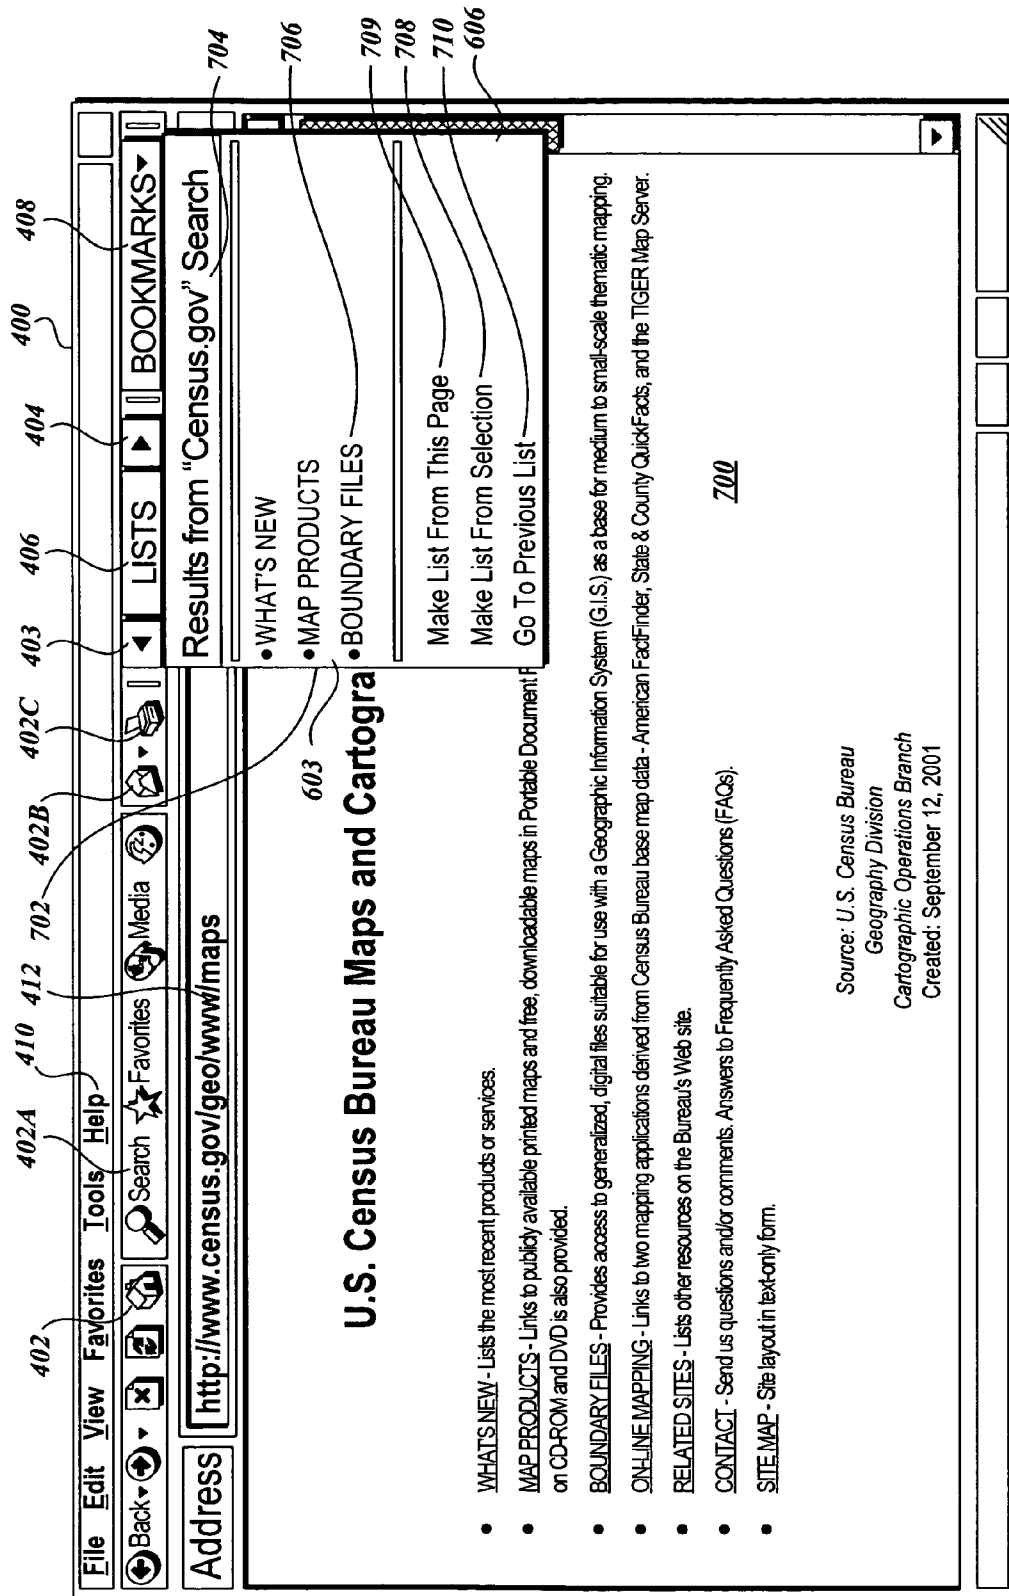 400
408
404
406
403
402C
402B
702
412
410
402A
402
File Edit View Favorites Tools Help
Back Search Favorites Media LISTS BOOKMARKS
Address http://www.census.gov/geo/www/maps
Results from “Census.gov” Search
704
• WHAT'S NEW
• MAP PRODUCTS
• BOUNDARY FILES
706
603
Make List From This Page
709
Make List From Selection
708
Go To Previous List
710
606
U.S. Census Bureau Maps and Cartogra
• WHAT'S NEW - Lists the most recent products or services.
• MAP PRODUCTS - Links to publicly available printed maps and free, downloadable maps in Portable Document F
on CD-ROM and DVD is also provided.
• BOUNDARY FILES - Provides access to generalized, digital files suitable for use with a Geographic Information System (G.I.S.) as a base for medium to small-scale thematic mapping.
• ON-LINE MAPPING - Links to two mapping applications derived from Census Bureau base map data - American FactFinder, State & County QuickFacts, and the TIGER Map Server.
• RELATED SITES - Lists other resources on the Bureau's Web site.
• CONTACT - Send us questions and/or comments. Answers to Frequently Asked Questions (FAQs).
• SITE MAP - Site layout in text-only form.
700
Source: U.S. Census Bureau
Geography Division
Cartographic Operations Branch
Created: September 12, 2001